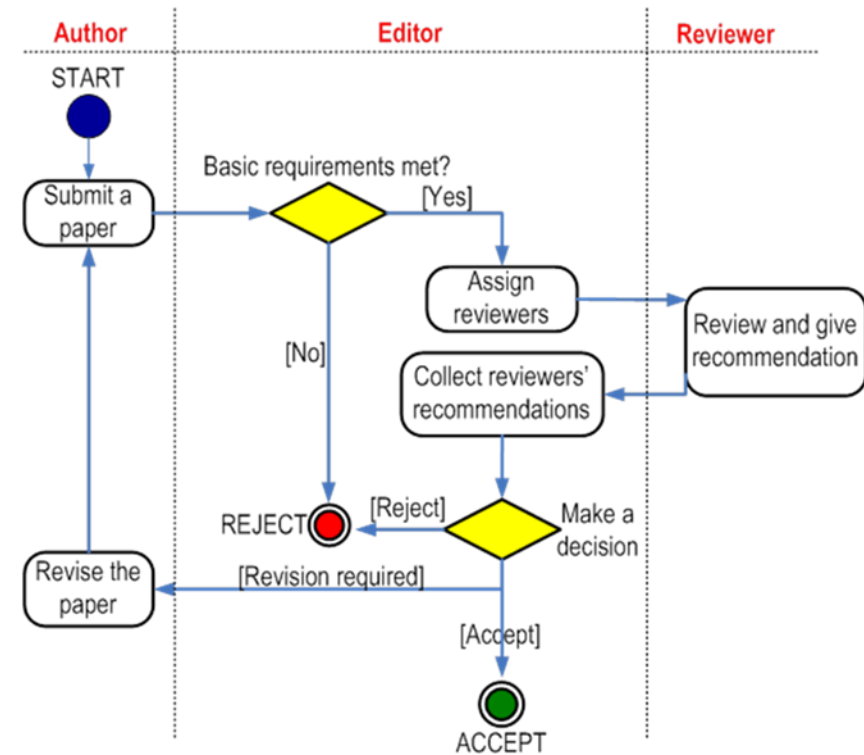 Author
Editor
Reviewer
START
Basic requirements met?
[Yes]
Submit a
paper
Assign
reviewers
Review and give
recommendation
[No]
Collect reviewers'
recommendations
[Reject]
REJECT
Make a
decision
Revise the
paper
[Revision required]
[Accept]
ACCEPT